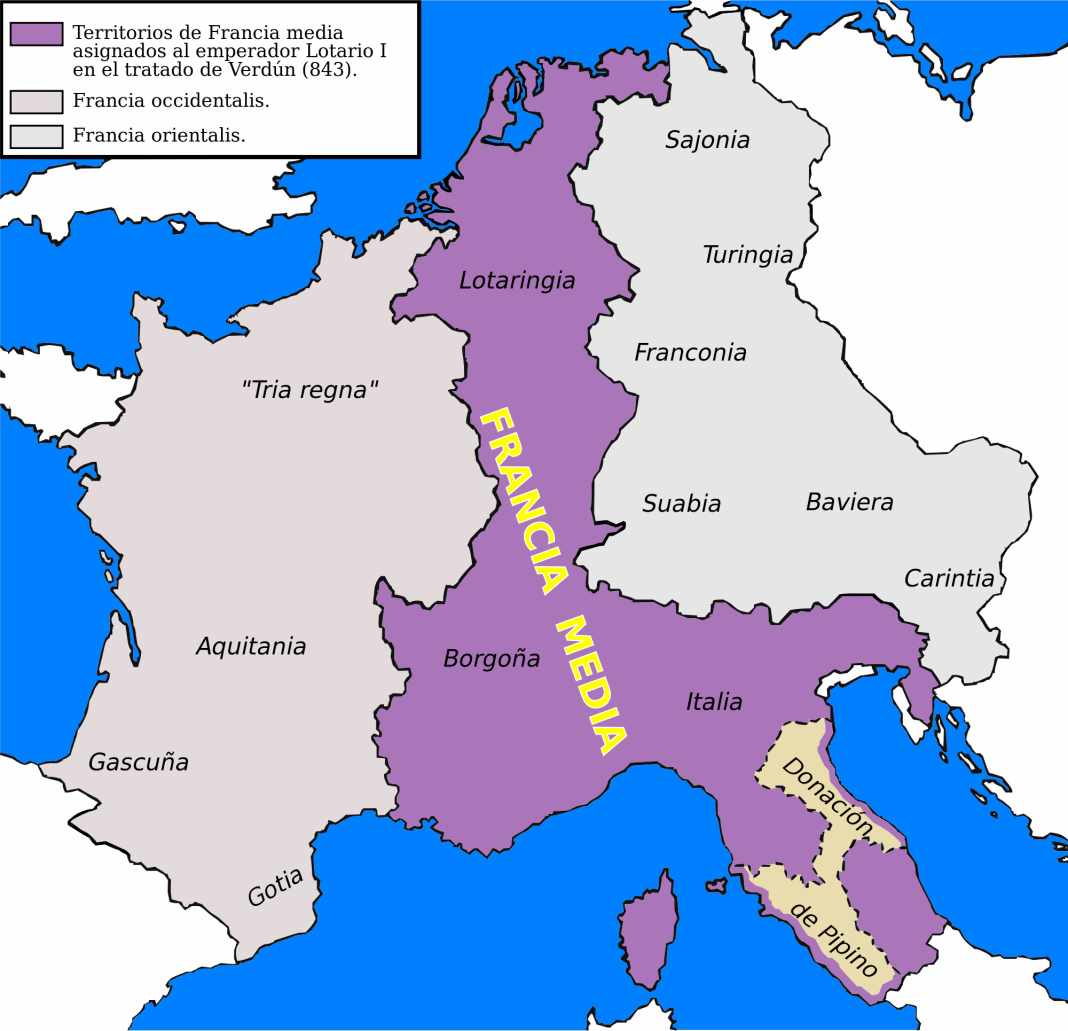 Territorios de Francia media
asignados al emperador Lotario I
en el tratado de Verdún (843).
Francia occidentalis.
Francia orientalis.
Sajonia
Turingia
Lotaringia
Franconia
"Tria regna"
FRANCIA MEDIA
Suabia
Baviera
Carintia
Aquitania
Borgoña
Italia
Gascuña
Donación
de Pipino
Gotia